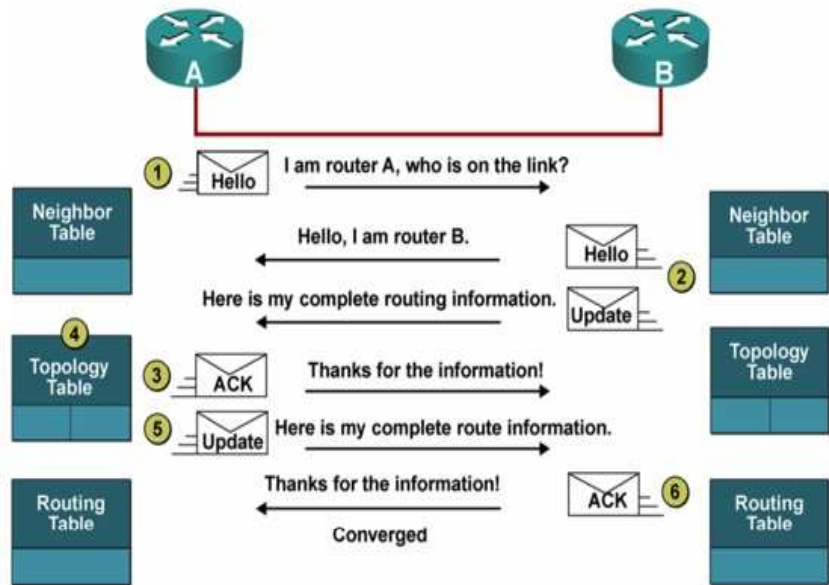 A
B
1
Hello
I am router A, who is on the link?
Neighbor
Table
Neighbor
Table
Hello, I am router B.
Hello
2
Here is my complete routing information.
Update
4
Topology
Table
3
ACK
Thanks for the information!
Topology
Table
5
Update
Here is my complete route information.
Routing
Table
Thanks for the information!
ACK
6
Converged
Routing
Table